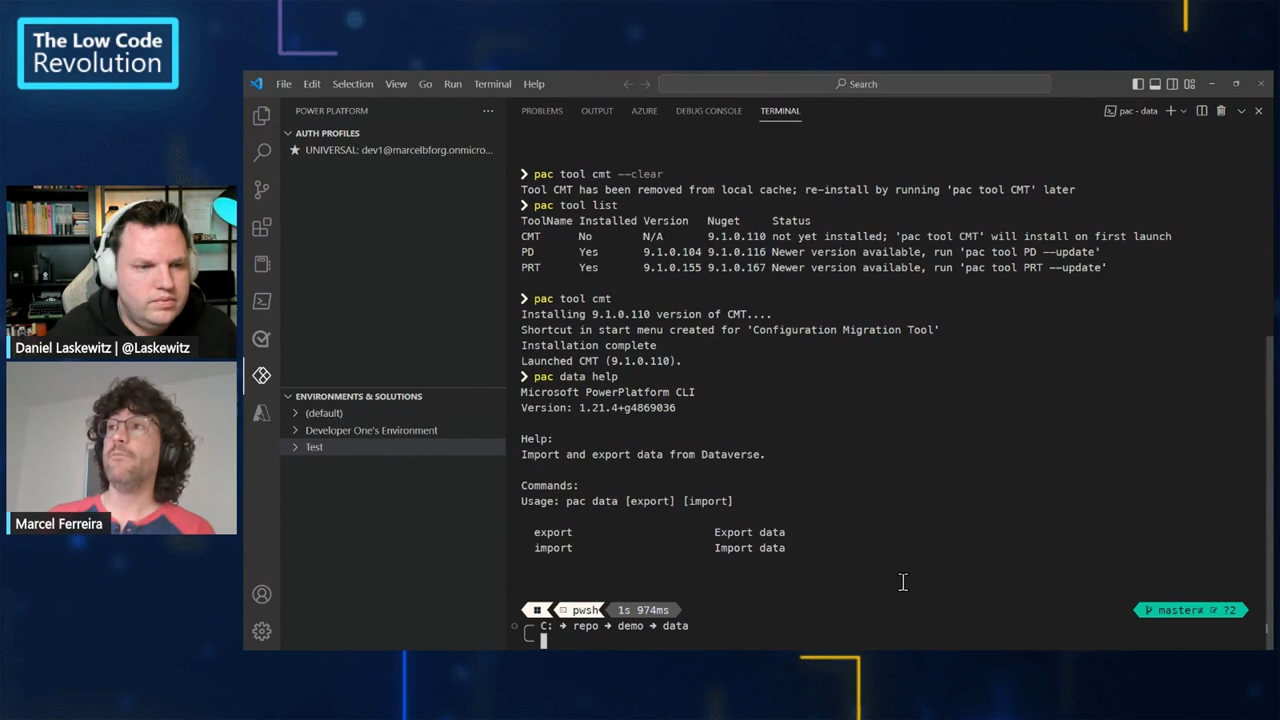 The Low Code
Revolution
File Edit Selection View Go Run Terminal Help
Search
POWER PLATFORM ...
AUTH PROFILES
UNIVERSAL: dev1@marcelbforg.onmicro...
ENVIRONMENTS & SOLUTIONS
(default)
Developer One's Environment
Test
PROBLEMS OUTPUT AZURE DEBUG CONSOLE TERMINAL
pac - data
❯ pac tool cmt --clear
Tool CMT has been removed from local cache; re-install by running 'pac tool CMT' later
❯ pac tool list
ToolName Installed Version Nuget Status
CMT No N/A 9.1.0.110 not yet installed; 'pac tool CMT' will install on first launch
PD Yes 9.1.0.104 9.1.0.116 Newer version available, run 'pac tool PD --update'
PRT Yes 9.1.0.155 9.1.0.167 Newer version available, run 'pac tool PRT --update'
❯ pac tool cmt
Installing 9.1.0.110 version of CMT....
Shortcut in start menu created for 'Configuration Migration Tool'
Installation complete
Launched CMT (9.1.0.110).
❯ pac data help
Microsoft PowerPlatform CLI
Version: 1.21.4+g4869036
Help:
Import and export data from Dataverse.
Commands:
Usage: pac data [export] [import]
export Export data
import Import data
pwsh 1s 974ms
master≢ ?2
C: → repo → demo → data
Daniel Laskewitz | @Laskewitz
Marcel Ferreira